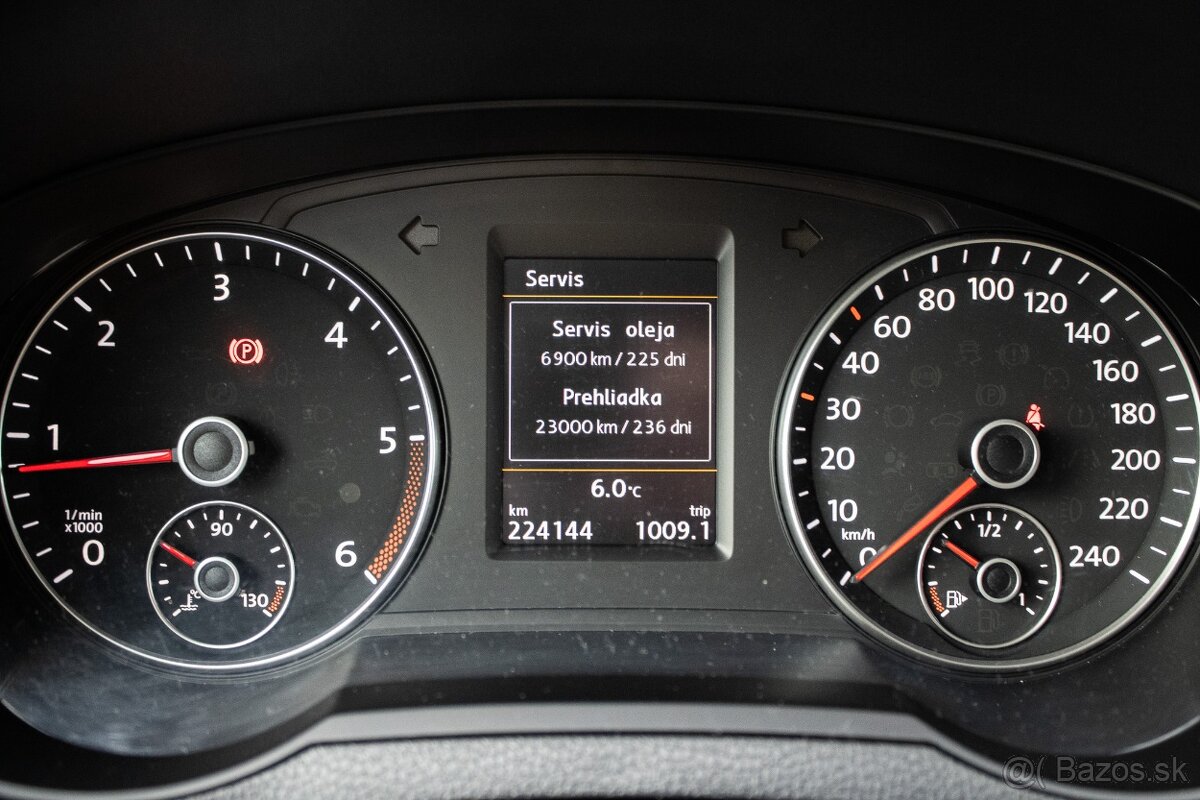 Servis
Servis oleja
6900 km / 225 dni
Prehliadka
23000 km / 236 dni
6.0 °C
km trip
224144 1009.1
0 1 2 3 4 5 6
1/min
x1000
P
90
130
°C
0 10 20 30 40 60 80 100 120 140 160 180 200 220 240
km/h
1/2
1
@( Bazos.sk